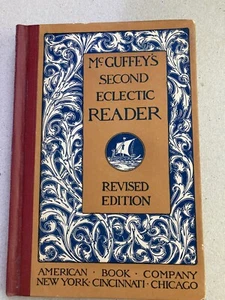 McGUFFEY'S
SECOND
ECLECTIC
READER
REVISED
EDITION
AMERICAN · BOOK · COMPANY
NEW YORK · CINCINNATI · CHICAGO